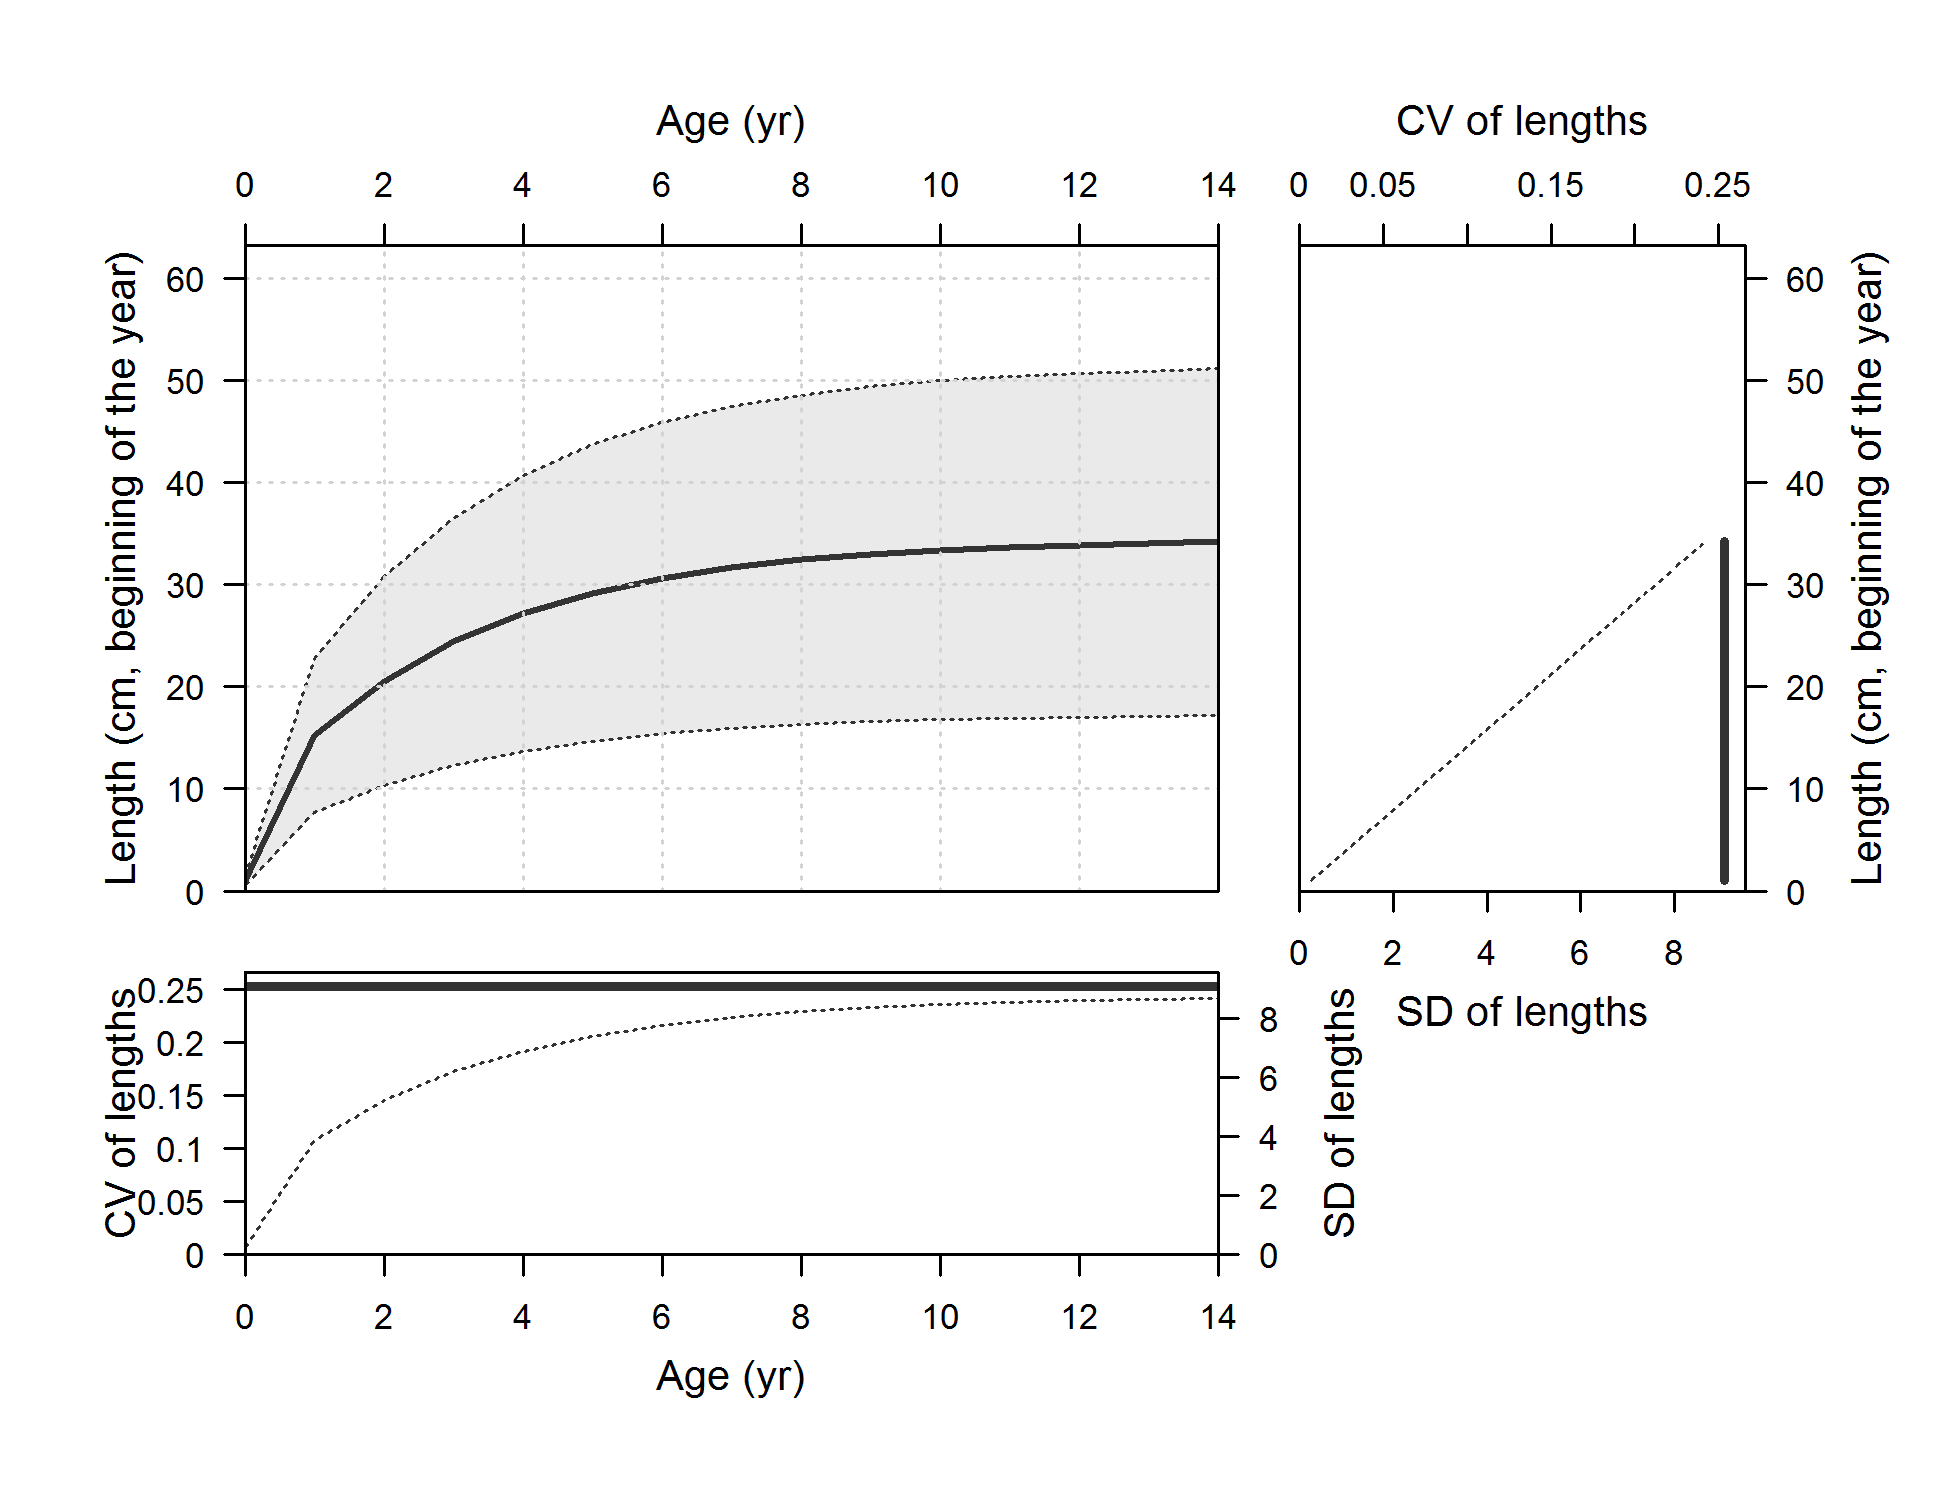 Age (yr)
CV of lengths
0 2 4 6 8 10 12 14
0 0.05 0.15 0.25
Length (cm, beginning of the year)
60
50
40
30
20
10
0
60
50
40
30
20
10
0
Length (cm, beginning of the year)
0 2 4 6 8
SD of lengths
CV of lengths
0.25
0.2
0.15
0.1
0.05
0
8
6
4
2
0
SD of lengths
0 2 4 6 8 10 12 14
Age (yr)